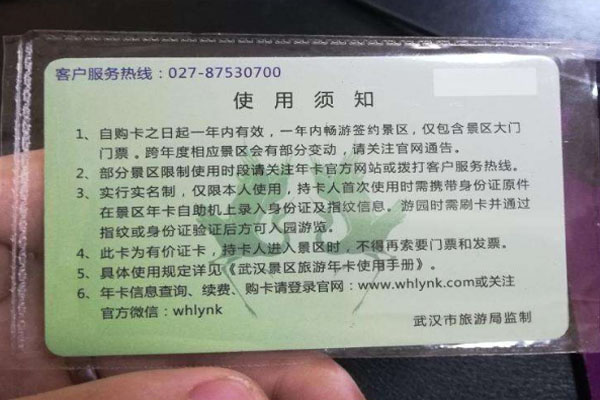 客户服务热线：027-87530700
使用须知
1、自购卡之日起一年内有效，一年内畅游签约景区，仅包含景区大门
门票。跨年度相应景区会有部分变动，请关注官网通告。
2、部分景区限制使用时段请关注年卡官方网站或拨打客户服务热线。
3、实行实名制，仅限本人使用，持卡人首次使用时需携带身份证原件
在景区年卡自助机上录入身份证及指纹信息。游园时需刷卡并通过
指纹或身份证验证后方可入园游览。
4、此卡为有价证卡，持卡人进入景区时，不得再索要门票和发票。
5、具体使用规定详见《武汉景区旅游年卡使用手册》。
6、年卡信息查询、续费、购卡请登录官网：www.whlynk.com或关注
官方微信：whlynk
武汉市旅游局监制